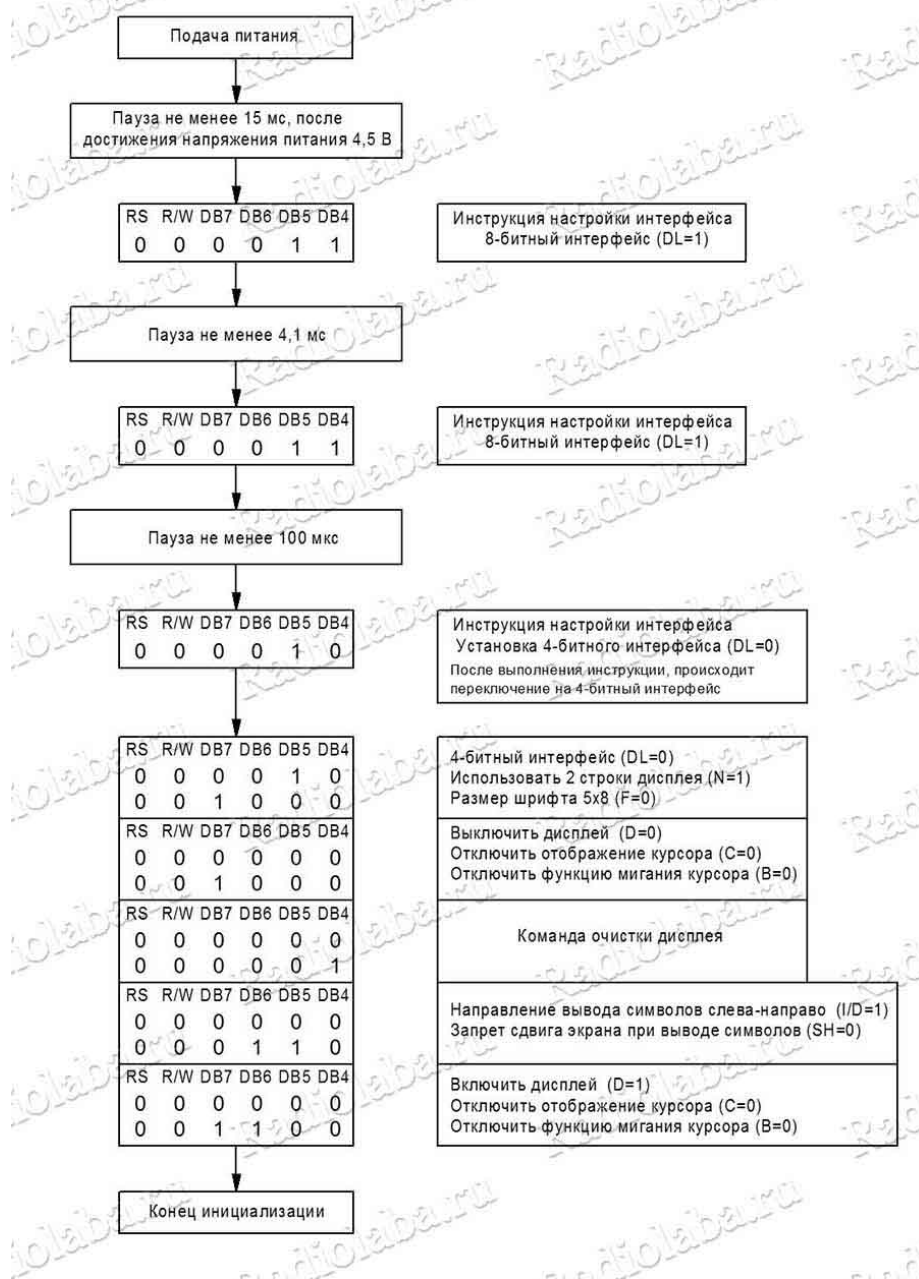 Подача питания
Пауза не менее 15 мс, после
достижения напряжения питания 4,5 В
RS R/W DB7 DB6 DB5 DB4
0 0 0 0 1 1
Инструкция настройки интерфейса
8-битный интерфейс (DL=1)
Пауза не менее 4,1 мс
RS R/W DB7 DB6 DB5 DB4
0 0 0 0 1 1
Инструкция настройки интерфейса
8-битный интерфейс (DL=1)
Пауза не менее 100 мкс
RS R/W DB7 DB6 DB5 DB4
0 0 0 0 1 0
Инструкция настройки интерфейса
Установка 4-битного интерфейса (DL=0)
После выполнения инструкции, происходит
переключение на 4-битный интерфейс
RS R/W DB7 DB6 DB5 DB4
0 0 0 0 1 0
0 0 1 0 0 0
4-битный интерфейс (DL=0)
Использовать 2 строки дисплея (N=1)
Размер шрифта 5x8 (F=0)
RS R/W DB7 DB6 DB5 DB4
0 0 0 0 0 0
0 0 1 0 0 0
Выключить дисплей (D=0)
Отключить отображение курсора (C=0)
Отключить функцию мигания курсора (B=0)
RS R/W DB7 DB6 DB5 DB4
0 0 0 0 0 0
0 0 0 0 0 1
Команда очистки дисплея
RS R/W DB7 DB6 DB5 DB4
0 0 0 0 0 0
0 0 0 1 1 0
Направление вывода символов слева-направо (I/D=1)
Запрет сдвига экрана при выводе символов (SH=0)
RS R/W DB7 DB6 DB5 DB4
0 0 0 0 0 0
0 0 1 1 0 0
Включить дисплей (D=1)
Отключить отображение курсора (C=0)
Отключить функцию мигания курсора (B=0)
Конец инициализации
Radiolaba.ru